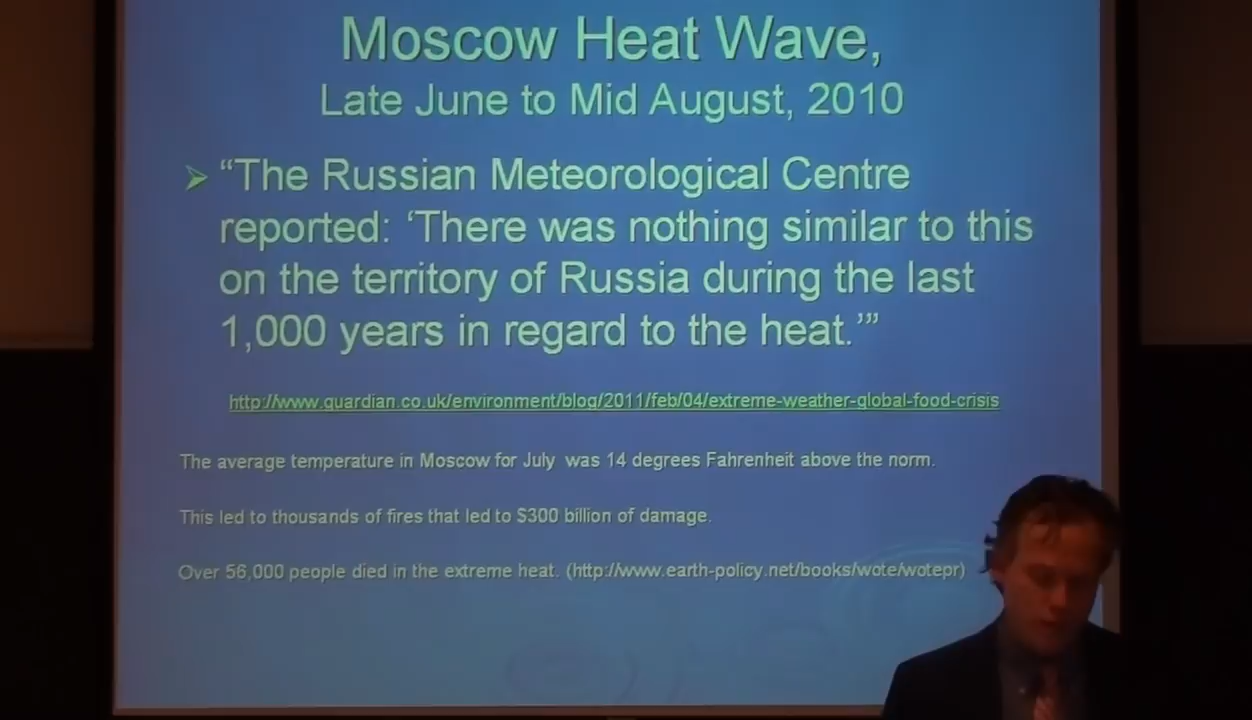 Moscow Heat Wave,
Late June to Mid August, 2010
➢ “The Russian Meteorological Centre
reported: ‘There was nothing similar to this
on the territory of Russia during the last
1,000 years in regard to the heat.’”
http://www.guardian.co.uk/environment/blog/2011/feb/04/extreme-weather-global-food-crisis
The average temperature in Moscow for July was 14 degrees Fahrenheit above the norm.
This led to thousands of fires that led to $300 billion of damage.
Over 56,000 people died in the extreme heat. (http://www.earth-policy.net/books/wote/wotepr)